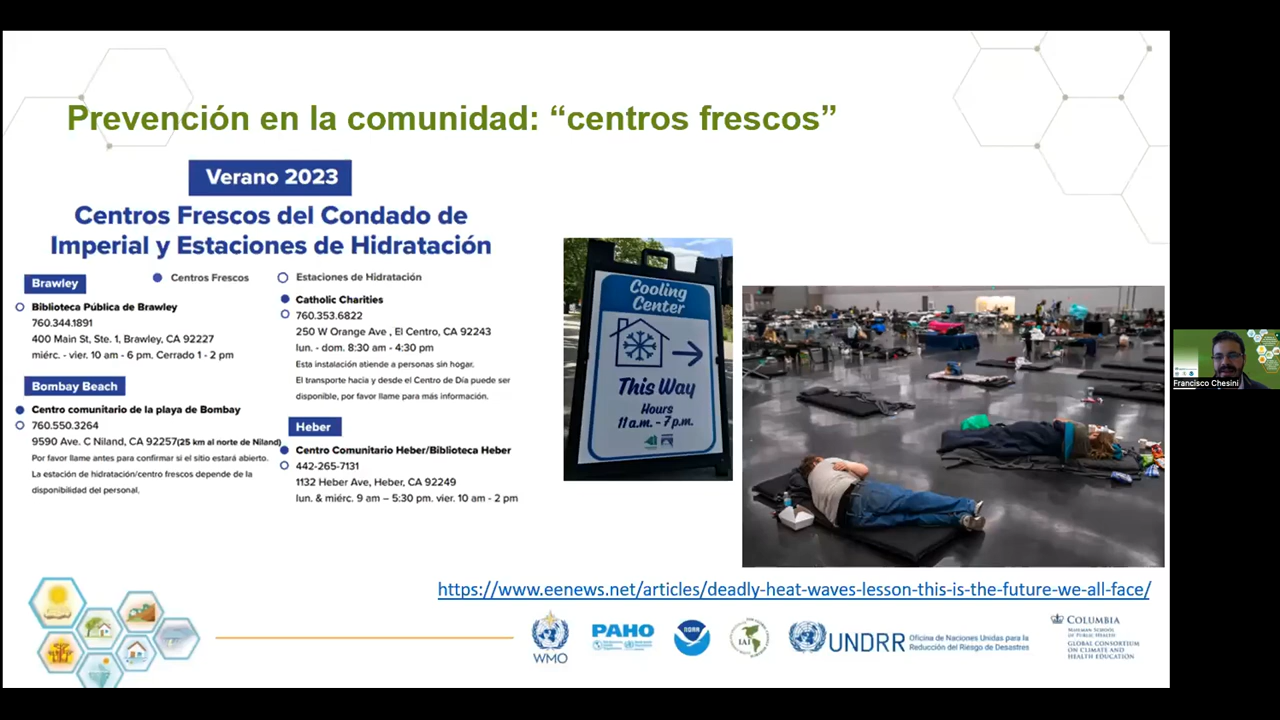 Prevención en la comunidad: “centros frescos”
Verano 2023
Centros Frescos del Condado de
Imperial y Estaciones de Hidratación
Centros Frescos
Estaciones de Hidratación
Brawley
Biblioteca Pública de Brawley
760.344.1891
400 Main St, Ste. 1, Brawley, CA 92227
miérc. - vier. 10 am - 6 pm. Cerrado 1 - 2 pm
Bombay Beach
Centro comunitario de la playa de Bombay
760.550.3264
9590 Ave. C Niland, CA 92257(25 km al norte de Niland)
Por favor llame antes para confirmar si el sitio estará abierto.
La estación de hidratación/centro frescos depende de la
disponibilidad del personal.
Catholic Charities
760.353.6822
250 W Orange Ave , El Centro, CA 92243
lun. - dom. 8:30 am - 4:30 pm
Esta instalación atiende a personas sin hogar.
El transporte hacia y desde el Centro de Día puede ser
disponible, por favor llame para más información.
Heber
Centro Comunitario Heber/Biblioteca Heber
442-265-7131
1132 Heber Ave, Heber, CA 92249
lun. & miérc. 9 am – 5:30 pm. vier. 10 am - 2 pm
Cooling
Center
This Way
Hours
11 a.m. - 7 p.m.
Francisco Chesini
https://www.eenews.net/articles/deadly-heat-waves-lesson-this-is-the-future-we-all-face/
WMO
PAHO
NOAA
IAI
UNDRR
Oficina de Naciones Unidas para la
Reducción del Riesgo de Desastres
COLUMBIA
MAILMAN SCHOOL
OF PUBLIC HEALTH
GLOBAL CONSORTIUM
ON CLIMATE AND
HEALTH EDUCATION